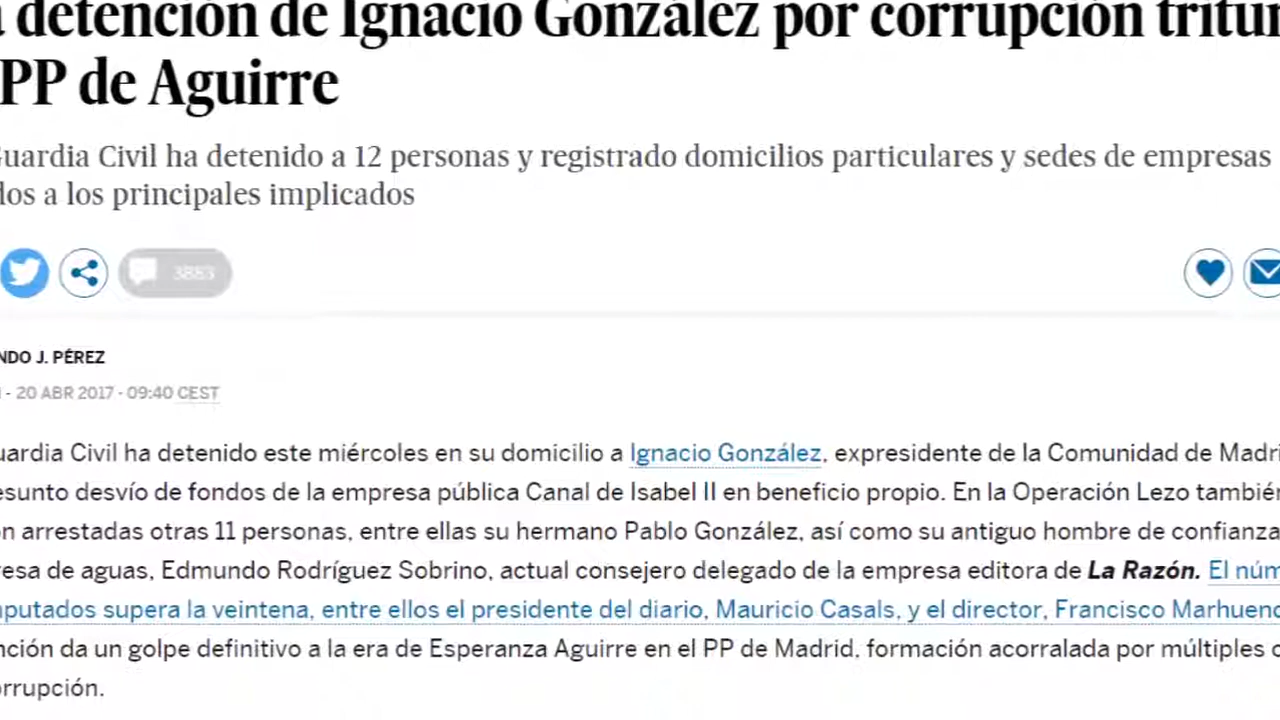 detención de Ignacio González por corrupción tritur
PP de Aguirre
Guardia Civil ha detenido a 12 personas y registrado domicilios particulares y sedes de empresas
dos a los principales implicados
3883
NDO J. PÉREZ
- 20 ABR 2017 - 09:40 CEST
uardia Civil ha detenido este miércoles en su domicilio a Ignacio González, expresidente de la Comunidad de Madri
esunto desvío de fondos de la empresa pública Canal de Isabel II en beneficio propio. En la Operación Lezo también
n arrestadas otras 11 personas, entre ellas su hermano Pablo González, así como su antiguo hombre de confianza
esa de aguas, Edmundo Rodríguez Sobrino, actual consejero delegado de la empresa editora de La Razón. El núm
putados supera la veintena, entre ellos el presidente del diario, Mauricio Casals, y el director, Francisco Marhuend
nción da un golpe definitivo a la era de Esperanza Aguirre en el PP de Madrid, formación acorralada por múltiples c
orrupción.